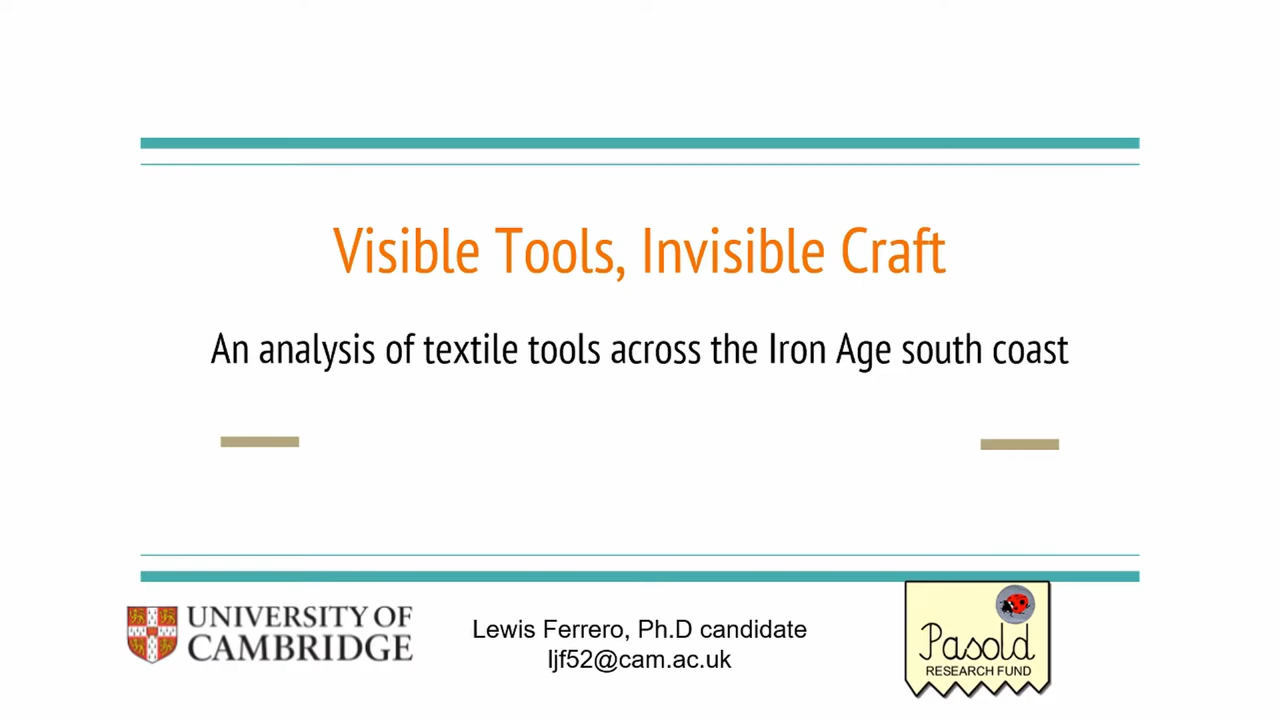 Visible Tools, Invisible Craft
An analysis of textile tools across the Iron Age south coast
UNIVERSITY OF
CAMBRIDGE
Lewis Ferrero, Ph.D candidate
ljf52@cam.ac.uk
Pasold
RESEARCH FUND